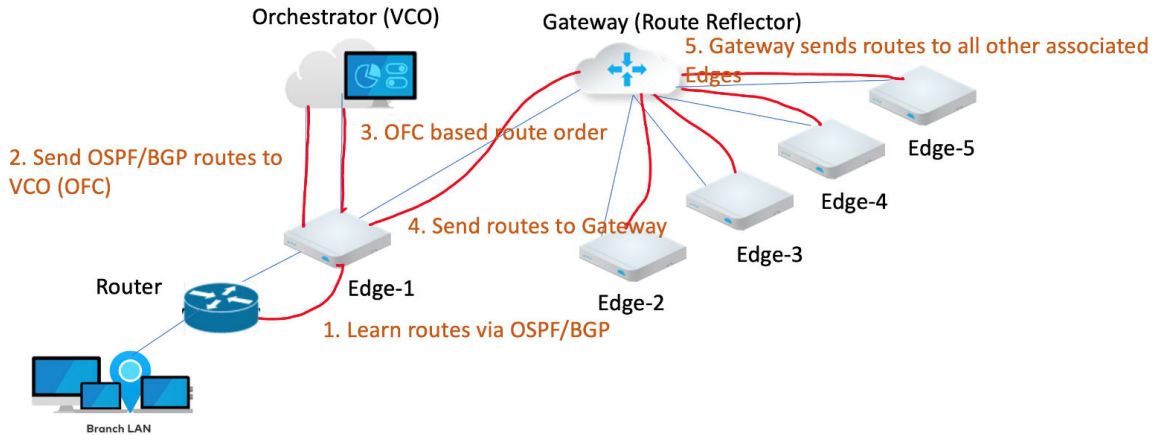 Orchestrator (VCO)
Gateway (Route Reflector)
5. Gateway sends routes to all other associated
Edges
3. OFC based route order
2. Send OSPF/BGP routes to
VCO (OFC)
Edge-5
Edge-4
4. Send routes to Gateway
Edge-3
Router
Edge-1
Edge-2
1. Learn routes via OSPF/BGP
Branch LAN